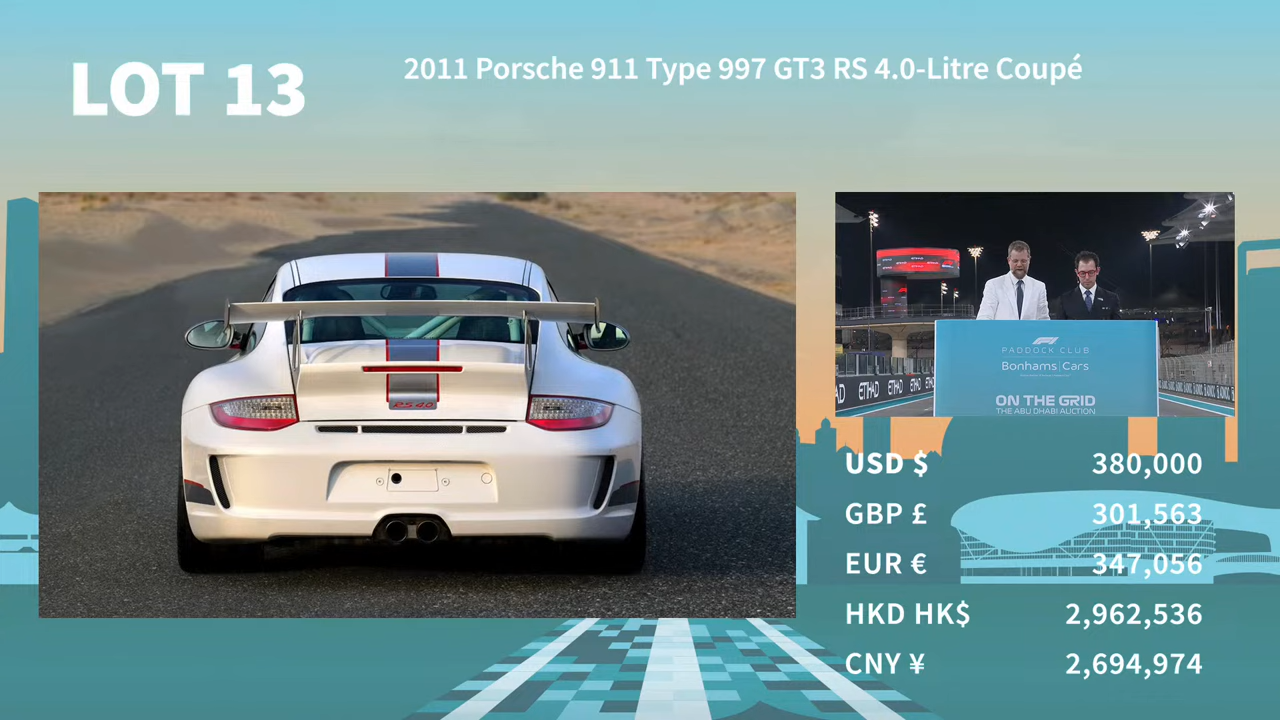 LOT 13
2011 Porsche 911 Type 997 GT3 RS 4.0-Litre Coupé
RS 4.0
PADDOCK CLUB
Bonhams|Cars
ON THE GRID
THE ABU DHABI AUCTION
ETIHAD ETIHAD
USD $ 380,000
GBP £ 301,563
EUR € 347,056
HKD HK$ 2,962,536
CNY ¥ 2,694,974